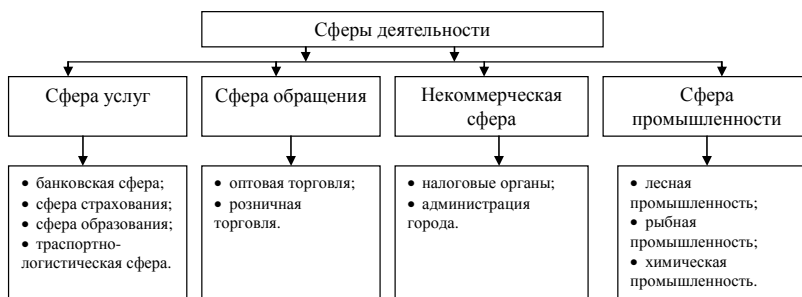 Сферы деятельности
Сфера услуг
Сфера обращения
Некоммерческая
сфера
Сфера
промышленности
• банковская сфера;
• сфера страхования;
• сфера образования;
• траспортно-
логистическая сфера.
• оптовая торговля;
• розничная
торговля.
• налоговые органы;
• администрация
города.
• лесная
промышленность;
• рыбная
промышленность;
• химическая
промышленность.